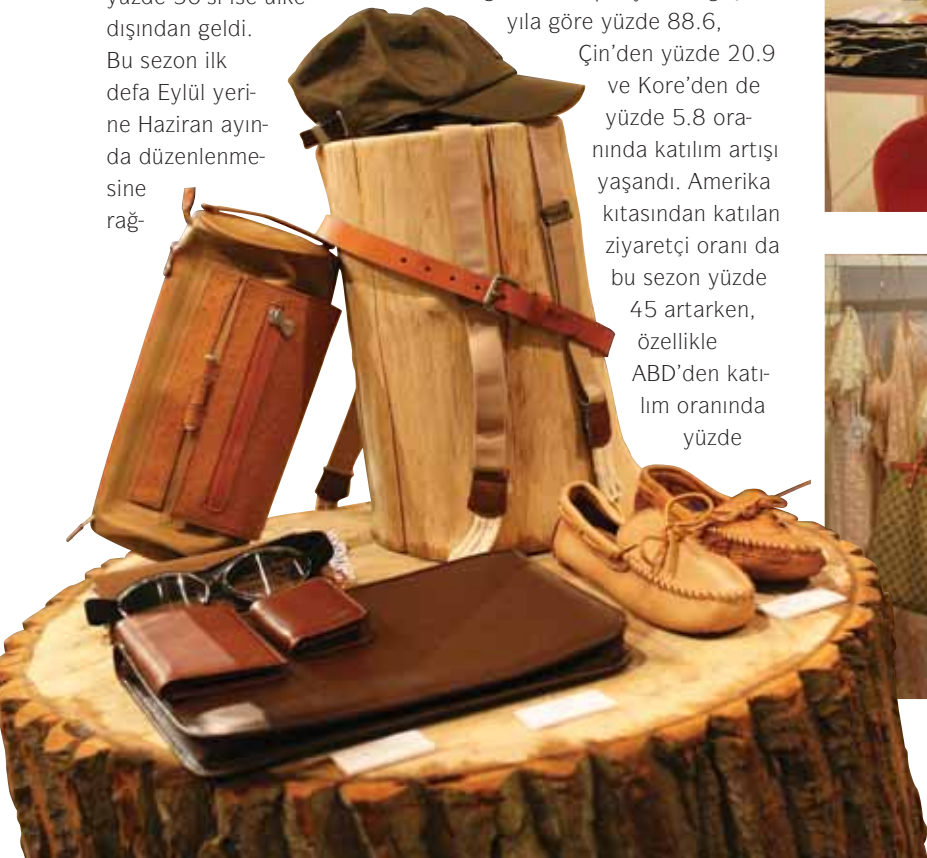 dışından geldi.
Bu sezon ilk
defa Eylül yeri-
ne Haziran ayın-
da düzenlenme-
sine
rağ-
yıla göre yüzde 88.6,
Çin’den yüzde 20.9
ve Kore’den de
yüzde 5.8 ora-
nında katılım artışı
yaşandı. Amerika
kıtasından katılan
ziyaretçi oranı da
bu sezon yüzde
45 artarken,
özellikle
ABD’den katı-
lım oranında
yüzde